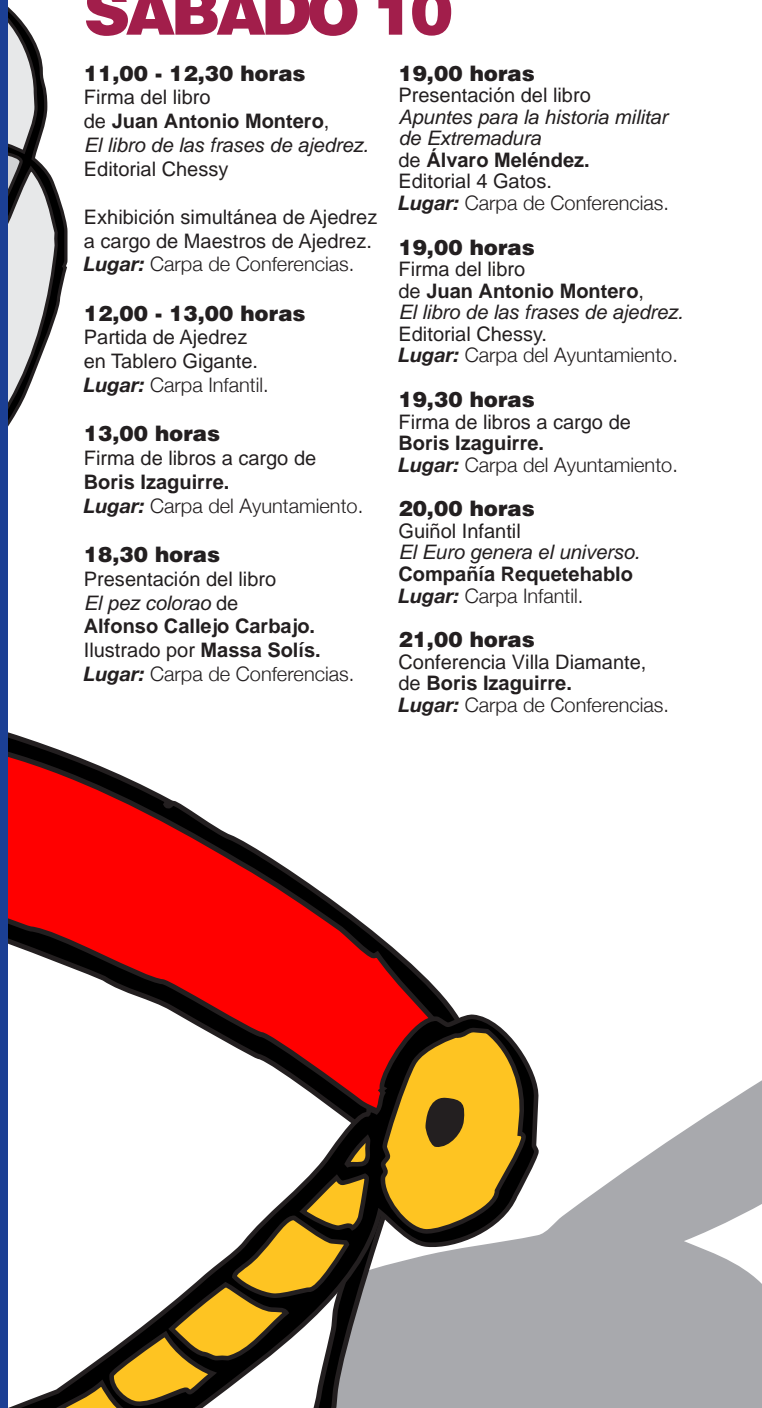 SÁBADO 10
11,00 - 12,30 horas
Firma del libro
de Juan Antonio Montero,
El libro de las frases de ajedrez.
Editorial Chessy
Exhibición simultánea de Ajedrez
a cargo de Maestros de Ajedrez.
Lugar: Carpa de Conferencias.
12,00 - 13,00 horas
Partida de Ajedrez
en Tablero Gigante.
Lugar: Carpa Infantil.
13,00 horas
Firma de libros a cargo de
Boris Izaguirre.
Lugar: Carpa del Ayuntamiento.
18,30 horas
Presentación del libro
El pez colorao de
Alfonso Callejo Carbajo.
Ilustrado por Massa Solís.
Lugar: Carpa de Conferencias.
19,00 horas
Presentación del libro
Apuntes para la historia militar
de Extremadura
de Álvaro Meléndez.
Editorial 4 Gatos.
Lugar: Carpa de Conferencias.
19,00 horas
Firma del libro
de Juan Antonio Montero,
El libro de las frases de ajedrez.
Editorial Chessy.
Lugar: Carpa del Ayuntamiento.
19,30 horas
Firma de libros a cargo de
Boris Izaguirre.
Lugar: Carpa del Ayuntamiento.
20,00 horas
Guiñol Infantil
El Euro genera el universo.
Compañía Requetehablo
Lugar: Carpa Infantil.
21,00 horas
Conferencia Villa Diamante,
de Boris Izaguirre.
Lugar: Carpa de Conferencias.